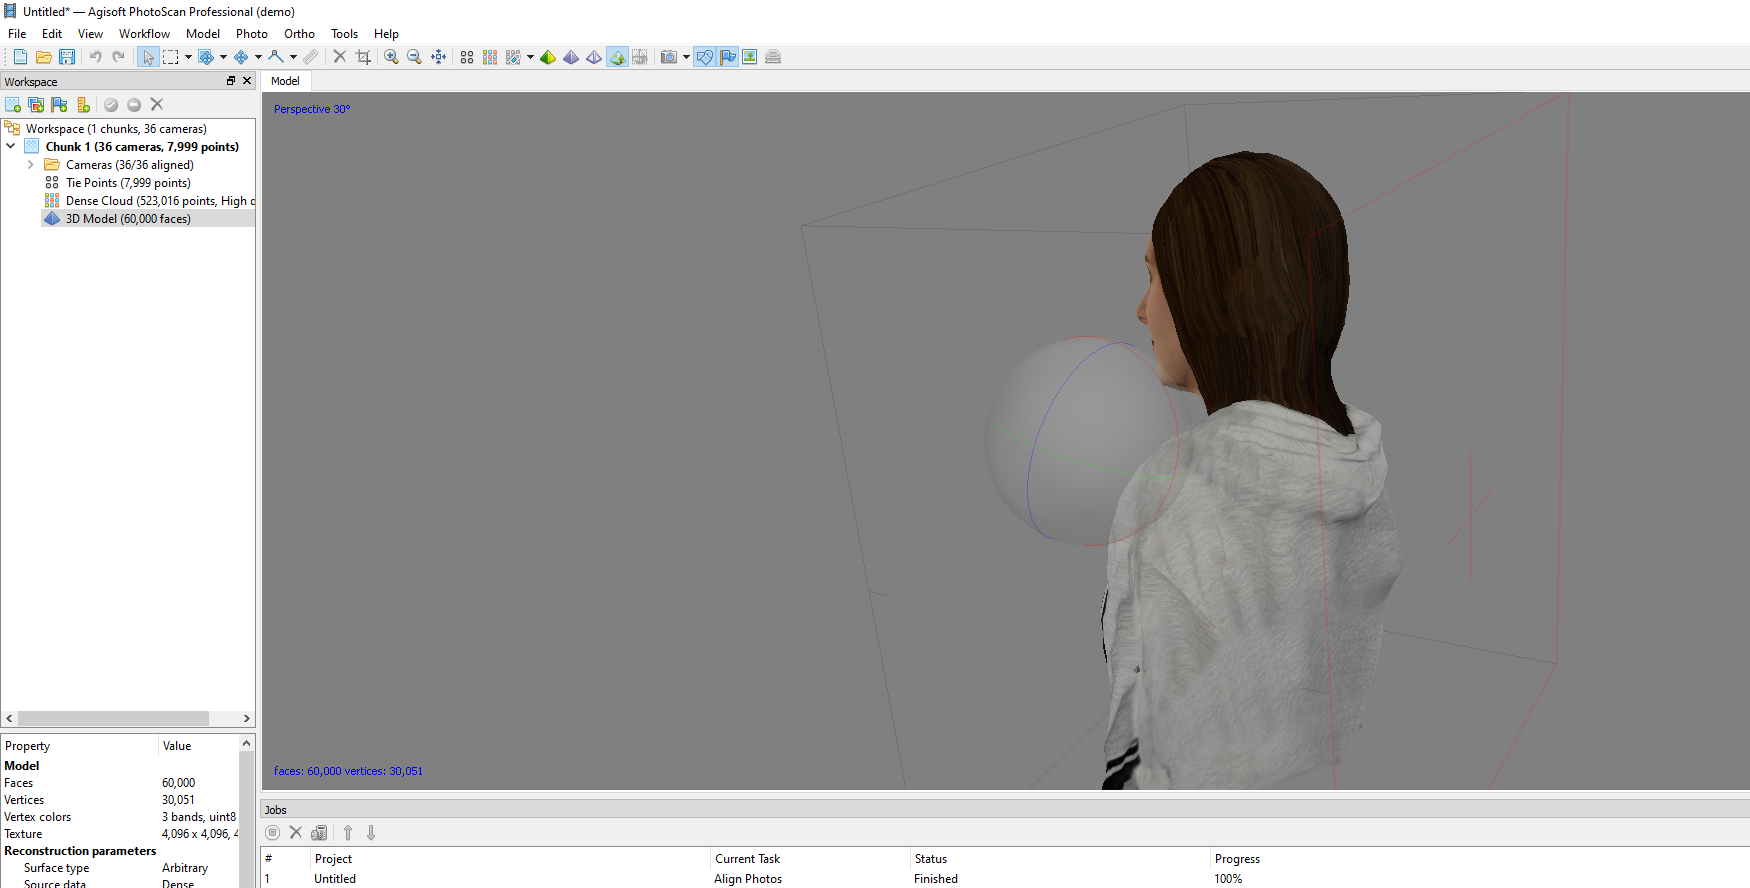 Untitled* — Agisoft PhotoScan Professional (demo)
File Edit View Workflow Model Photo Ortho Tools Help
Workspace
Model
Workspace (1 chunks, 36 cameras)
Chunk 1 (36 cameras, 7,999 points)
Cameras (36/36 aligned)
Tie Points (7,999 points)
Dense Cloud (523,016 points, High q
3D Model (60,000 faces)
Perspective 30°
faces: 60,000 vertices: 30,051
Property Value
Model
Faces 60,000
Vertices 30,051
Vertex colors 3 bands, uint8
Texture 4,096 x 4,096, 4
Reconstruction parameters
Surface type Arbitrary
Source data Dense
Jobs
# Project Current Task Status Progress
1 Untitled Align Photos Finished 100%